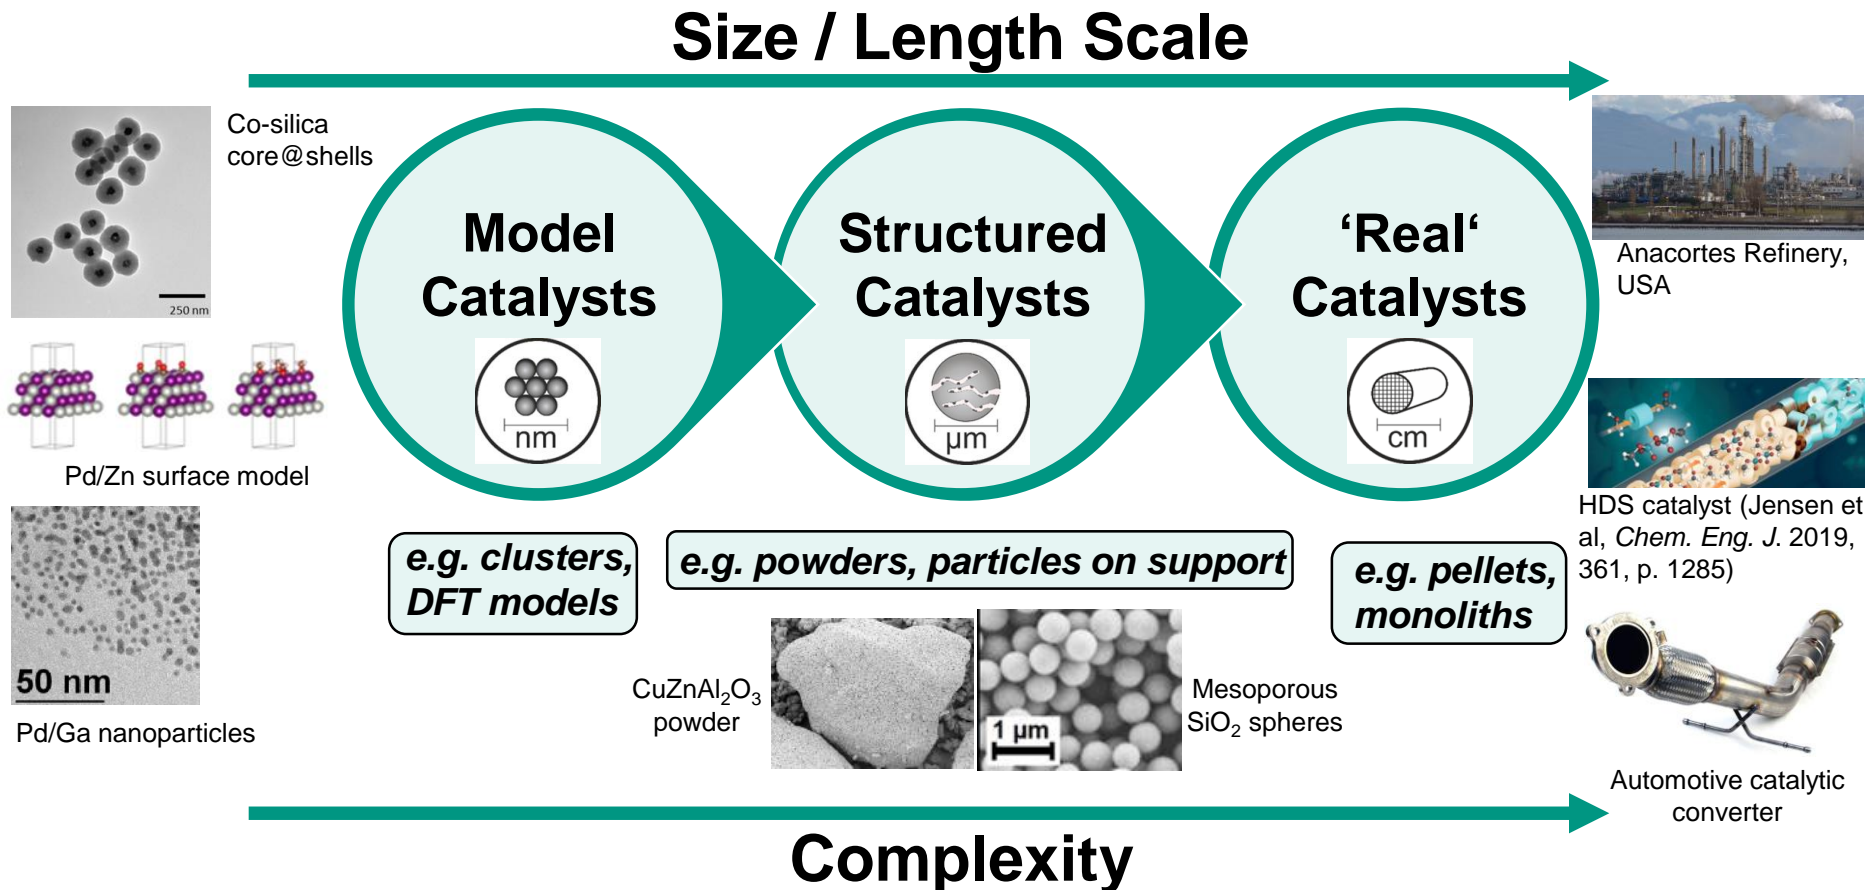 Size / Length Scale
Co-silica
core@shells
250 nm
Pd/Zn surface model
50 nm
Pd/Ga nanoparticles
Model
Catalysts
nm
Structured
Catalysts
μm
‘Real‘
Catalysts
cm
e.g. clusters,
DFT models
e.g. powders, particles on support
e.g. pellets,
monoliths
CuZnAl₂O₃
powder
1 μm
Mesoporous
SiO₂ spheres
Anacortes Refinery,
USA
HDS catalyst (Jensen et
al, Chem. Eng. J. 2019,
361, p. 1285)
Automotive catalytic
converter
Complexity